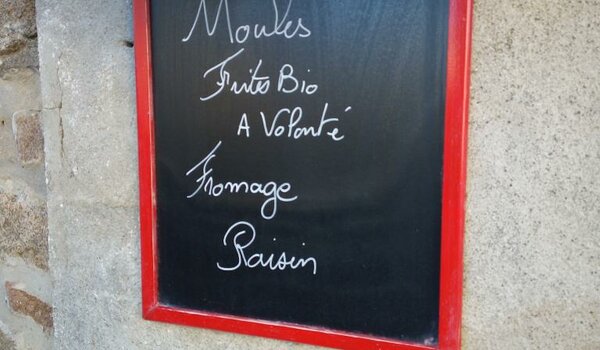 Moules
Frites Bio
A Volonté
Fromage
Raisin